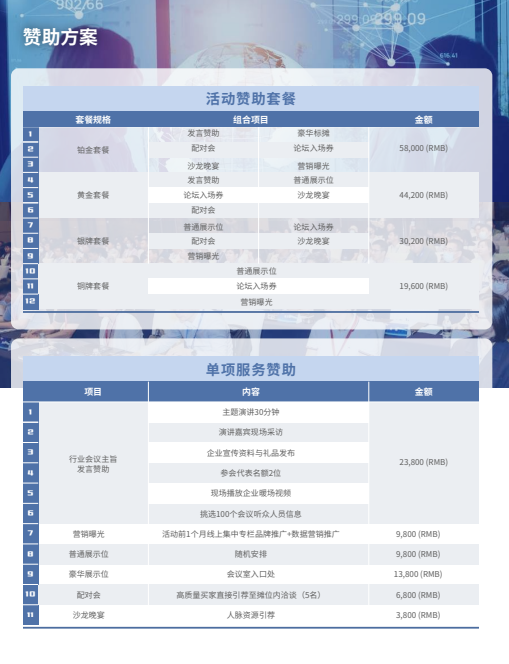 902/66
299.09
299.09
616.41
赞助方案
活动赞助套餐
套餐规格 组合项目 金额
1 发言赞助 豪华标摊
2 铂金套餐 配对会 论坛入场券 58,000 (RMB)
3 沙龙晚宴 营销曝光
4 发言赞助 普通展示位
5 黄金套餐 论坛入场券 沙龙晚宴 44,200 (RMB)
6 配对会
7 普通展示位 论坛入场券
8 银牌套餐 配对会 沙龙晚宴 30,200 (RMB)
9 营销曝光
10 普通展示位
11 铜牌套餐 论坛入场券 19,600 (RMB)
12 营销曝光
单项服务赞助
项目 内容 金额
1 主题演讲30分钟
2 演讲嘉宾现场采访
3 企业宣传资料与礼品发布
行业会议主旨
发言赞助
23,800 (RMB)
4 参会代表名额2位
5 现场播放企业暖场视频
6 挑选100个会议听众人员信息
7 营销曝光 活动前1个月线上集中专栏品牌推广+数据营销推广 9,800 (RMB)
8 普通展示位 随机安排 9,800 (RMB)
9 豪华展示位 会议室入口处 13,800 (RMB)
10 配对会 高质量买家直接引荐至摊位内洽谈（5名） 6,800 (RMB)
11 沙龙晚宴 人脉资源引荐 3,800 (RMB)